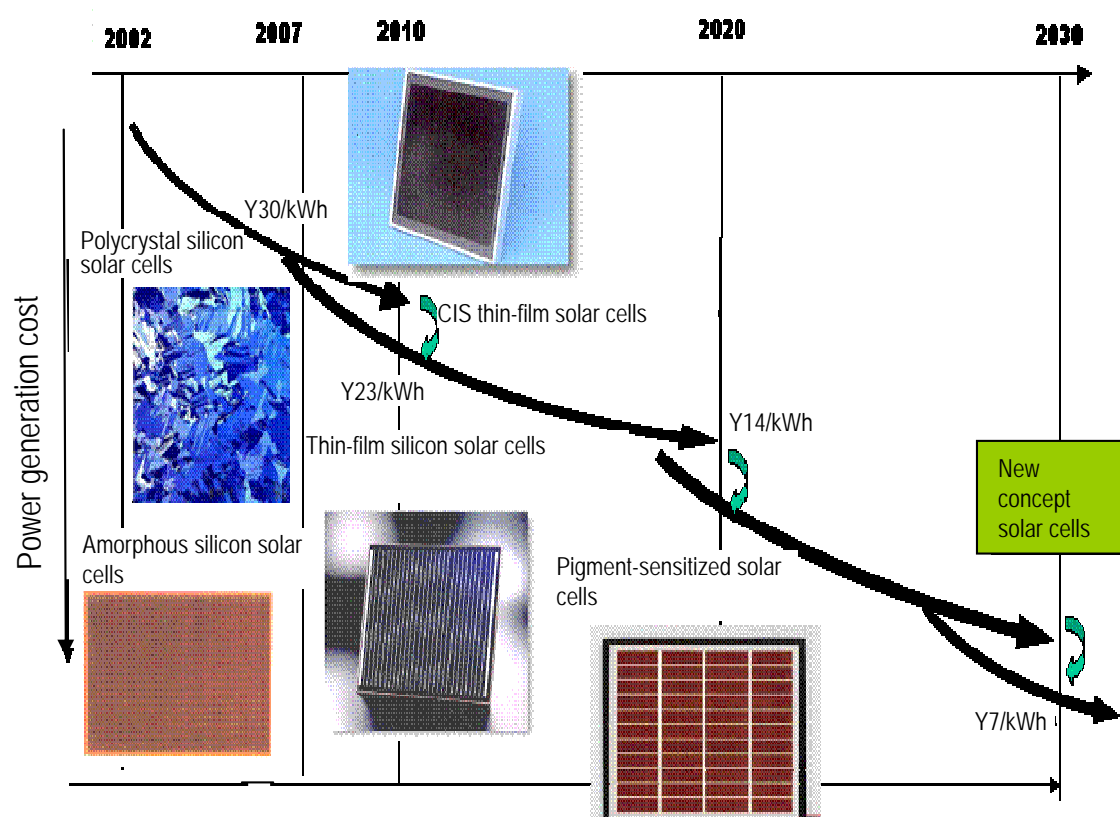 2002 2007 2010 2020 2030
Y30/kWh
Polycrystal silicon
solar cells
CIS thin-film solar cells
Power generation cost
Y23/kWh
Y14/kWh
Thin-film silicon solar cells
New
concept
solar cells
Amorphous silicon solar
cells
Pigment-sensitized solar
cells
Y7/kWh